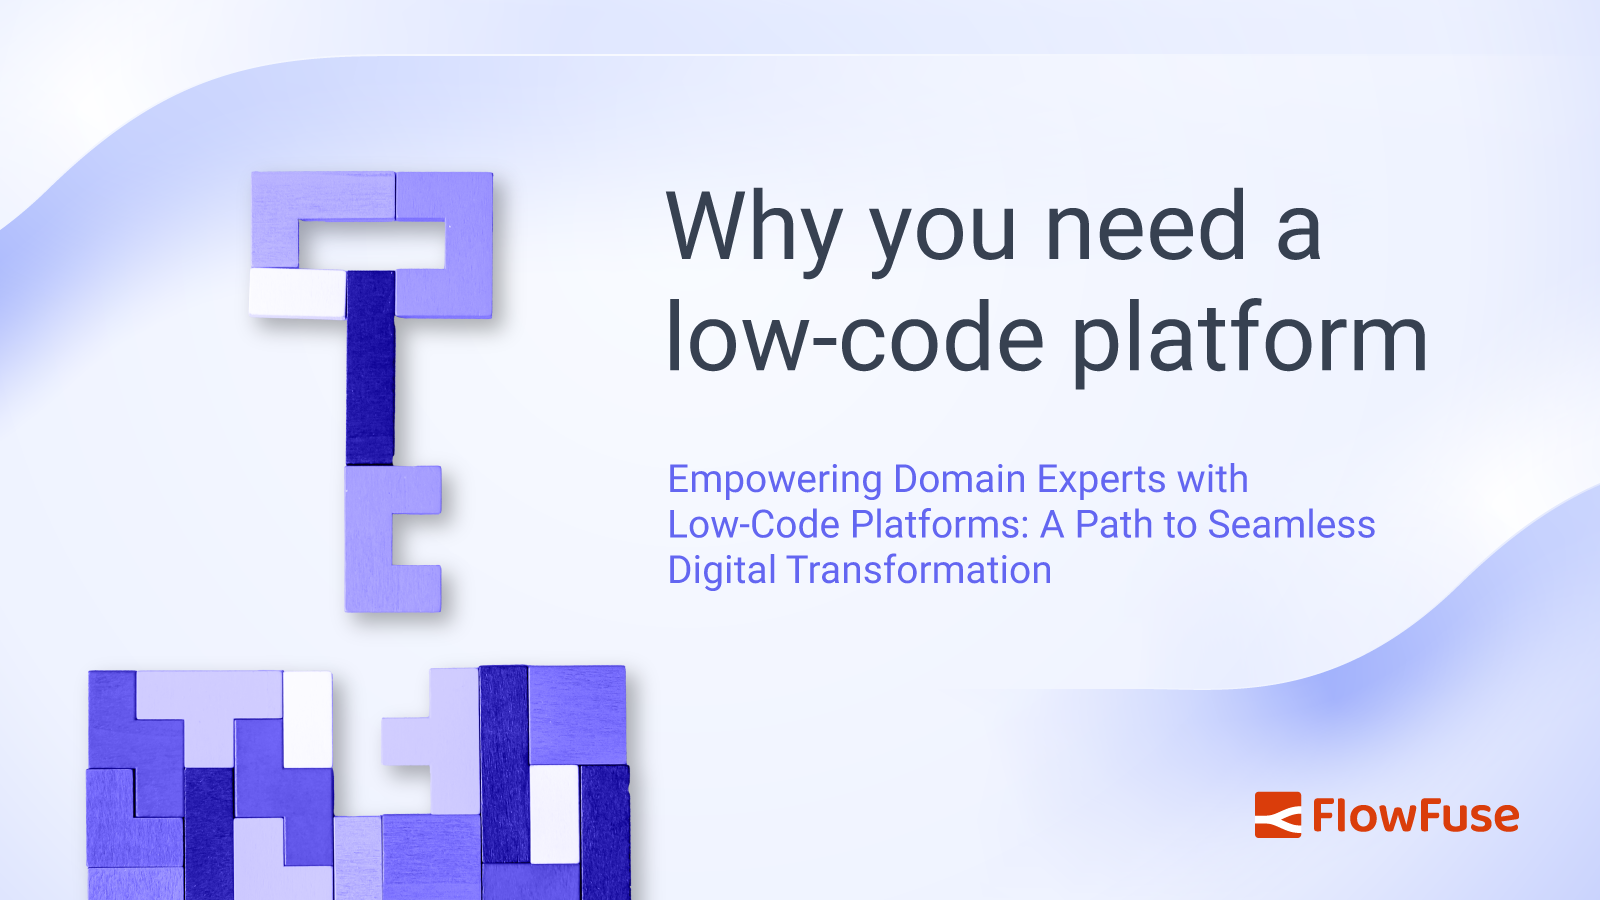 Why you need a
low-code platform
Empowering Domain Experts with
Low-Code Platforms: A Path to Seamless
Digital Transformation
FlowFuse